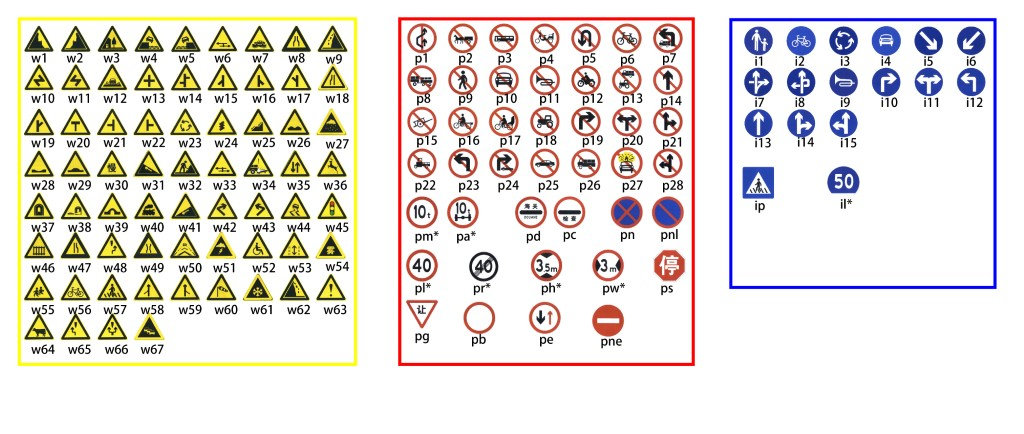 w1 w2 w3 w4 w5 w6 w7 w8 w9
w10 w11 w12 w13 w14 w15 w16 w17 w18
w19 w20 w21 w22 w23 w24 w25 w26 w27
w28 w29 w30 w31 w32 w33 w34 w35 w36
w37 w38 w39 w40 w41 w42 w43 w44 w45
w46 w47 w48 w49 w50 w51 w52 w53 w54
w55 w56 w57 w58 w59 w60 w61 w62 w63
w64 w65 w66 w67
p1 p2 p3 p4 p5 p6 p7
p8 p9 p10 p11 p12 p13 p14
p15 p16 p17 p18 p19 p20 p21
p22 p23 p24 p25 p26 p27 p28
10t 10t 海关 检查
pm* pa* pd pc pn pnl
40 40 3.5m 3m 停
pl* pr* ph* pw* ps
让
pg pb pe pne
i1 i2 i3 i4 i5 i6
i7 i8 i9 i10 i11 i12
i13 i14 i15
50
ip il*